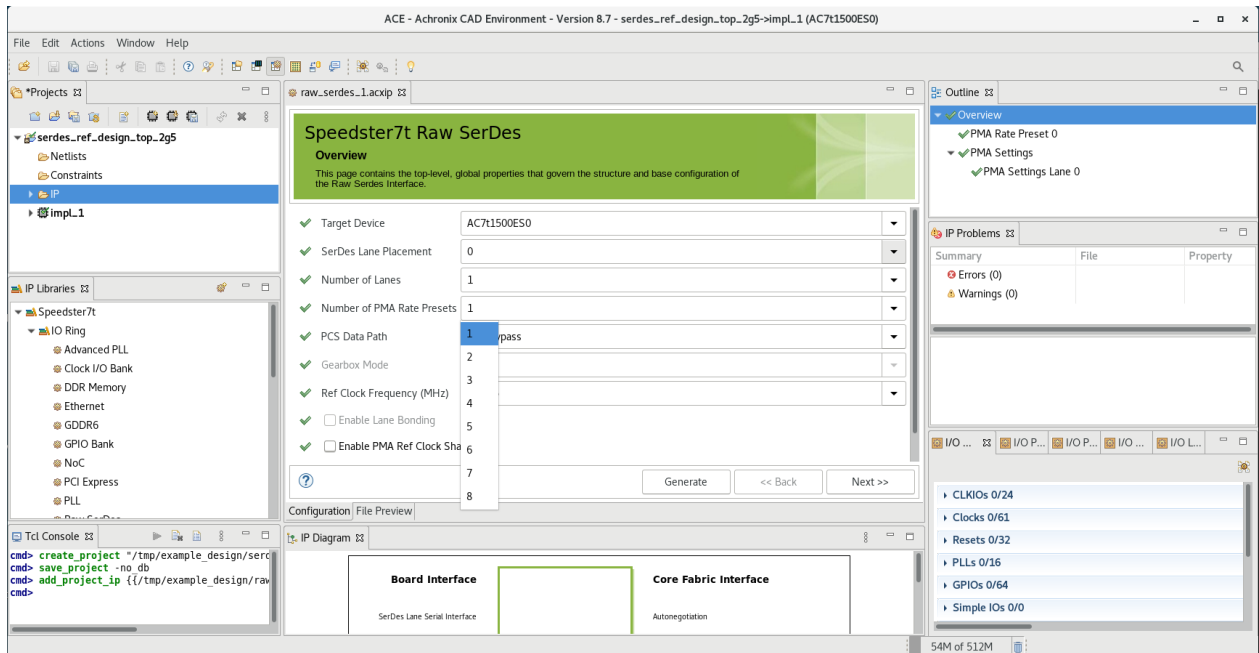 ACE - Achronix CAD Environment - Version 8.7 - serdes_ref_design_top_2g5->impl_1 (AC7t1500ES0)
File Edit Actions Window Help
*Projects
serdes_ref_design_top_2g5
Netlists
Constraints
IP
impl_1
IP Libraries
Speedster7t
IO Ring
Advanced PLL
Clock I/O Bank
DDR Memory
Ethernet
GDDR6
GPIO Bank
NoC
PCI Express
PLL
Raw SerDes
Tcl Console
cmd> create_project "/tmp/example_design/serd
cmd> save_project -no_db
cmd> add_project_ip {{/tmp/example_design/raw
cmd>
raw_serdes_1.acxip
Speedster7t Raw SerDes
Overview
This page contains the top-level, global properties that govern the structure and base configuration of
the Raw Serdes Interface.
Target Device AC7t1500ES0
SerDes Lane Placement 0
Number of Lanes 1
Number of PMA Rate Presets 1
PCS Data Path ypass
Gearbox Mode
Ref Clock Frequency (MHz)
Enable Lane Bonding
Enable PMA Ref Clock Sha
1
2
3
4
5
6
7
8
Generate << Back Next >>
Configuration File Preview
IP Diagram
Board Interface Core Fabric Interface
SerDes Lane Serial Interface Autonegotiation
Outline
Overview
PMA Rate Preset 0
PMA Settings
PMA Settings Lane 0
IP Problems
Summary File Property
Errors (0)
Warnings (0)
I/O ... I/O P... I/O P... I/O ... I/O L...
CLKIOs 0/24
Clocks 0/61
Resets 0/32
PLLs 0/16
GPIOs 0/64
Simple IOs 0/0
54M of 512M